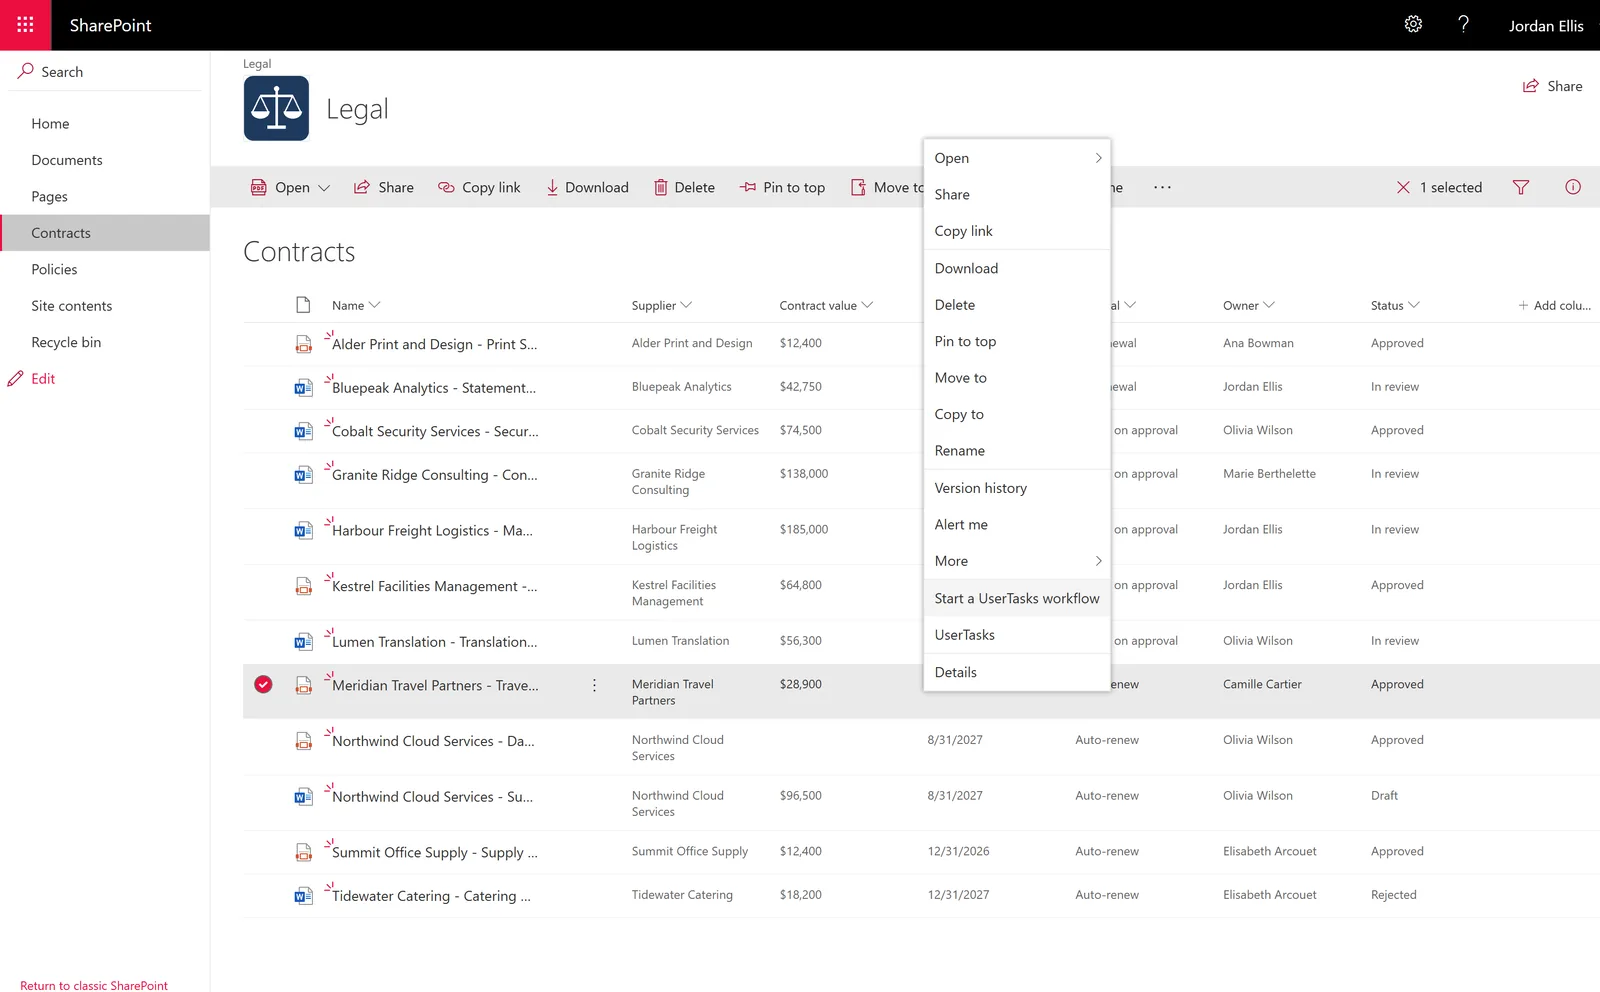 SharePoint
? Jordan Ellis
Search
Home
Documents
Pages
Contracts
Policies
Site contents
Recycle bin
Edit
Return to classic SharePoint
Legal
Legal
Share
PDF Open Share Copy link Download Delete Pin to top Move to ne ... 1 selected
Contracts
Name Supplier Contract value al Owner Status + Add colu...
Alder Print and Design - Print S... Alder Print and Design $12,400 ewal Ana Bowman Approved
Bluepeak Analytics - Statement... Bluepeak Analytics $42,750 ewal Jordan Ellis In review
Cobalt Security Services - Secur... Cobalt Security Services $74,500 on approval Olivia Wilson Approved
Granite Ridge Consulting - Con... Granite Ridge $138,000 on approval Marie Berthelette In review
Consulting
Harbour Freight Logistics - Ma... Harbour Freight $185,000 on approval Jordan Ellis In review
Logistics
Kestrel Facilities Management -... Kestrel Facilities $64,800 on approval Jordan Ellis Approved
Management
Lumen Translation - Translation... Lumen Translation $56,300 on approval Olivia Wilson In review
Meridian Travel Partners - Trave... Meridian Travel $28,900 enew Camille Cartier Approved
Partners
Northwind Cloud Services - Da... Northwind Cloud 8/31/2027 Auto-renew Olivia Wilson Approved
Services
Northwind Cloud Services - Su... Northwind Cloud $96,500 8/31/2027 Auto-renew Olivia Wilson Draft
Services
Summit Office Supply - Supply ... Summit Office Supply $12,400 12/31/2026 Auto-renew Elisabeth Arcouet Approved
Tidewater Catering - Catering ... Tidewater Catering $18,200 12/31/2027 Auto-renew Elisabeth Arcouet Rejected
Open
Share
Copy link
Download
Delete
Pin to top
Move to
Copy to
Rename
Version history
Alert me
More
Start a UserTasks workflow
UserTasks
Details